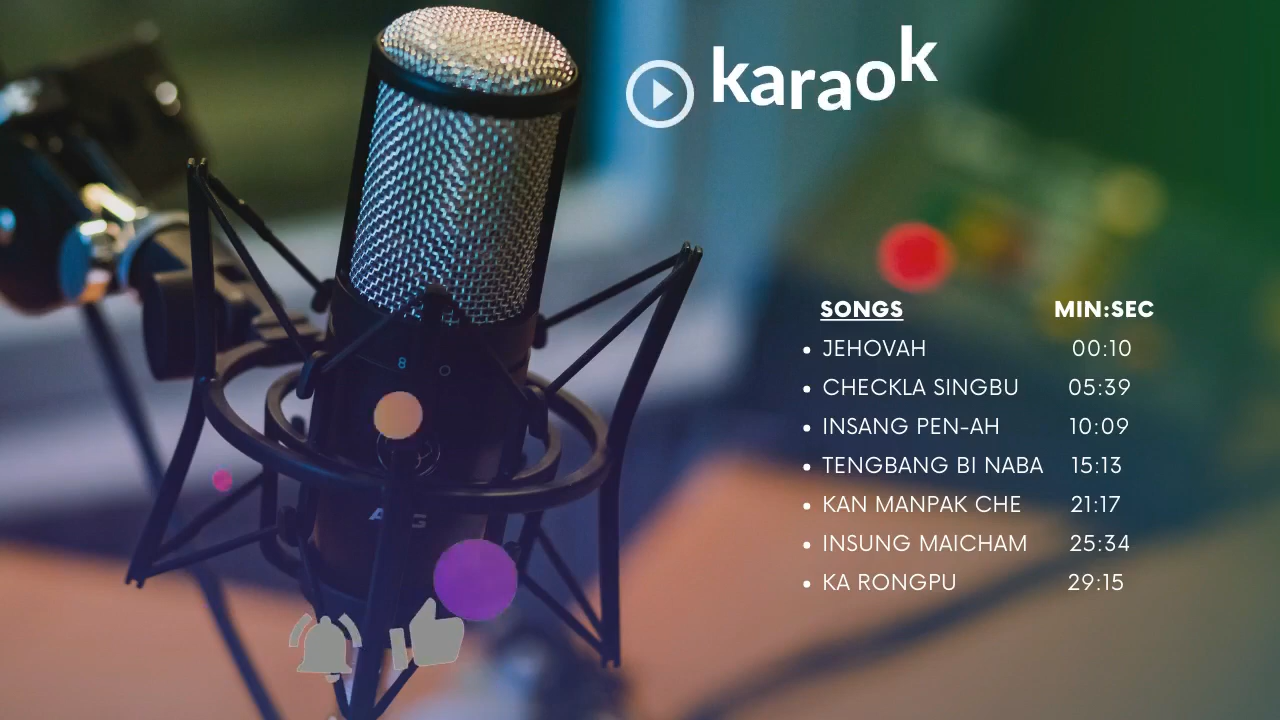 karaok
SONGS MIN:SEC
• JEHOVAH 00:10
• CHECKLA SINGBU 05:39
• INSANG PEN-AH 10:09
• TENGBANG BI NABA 15:13
• KAN MANPAK CHE 21:17
• INSUNG MAICHAM 25:34
• KA RONGPU 29:15